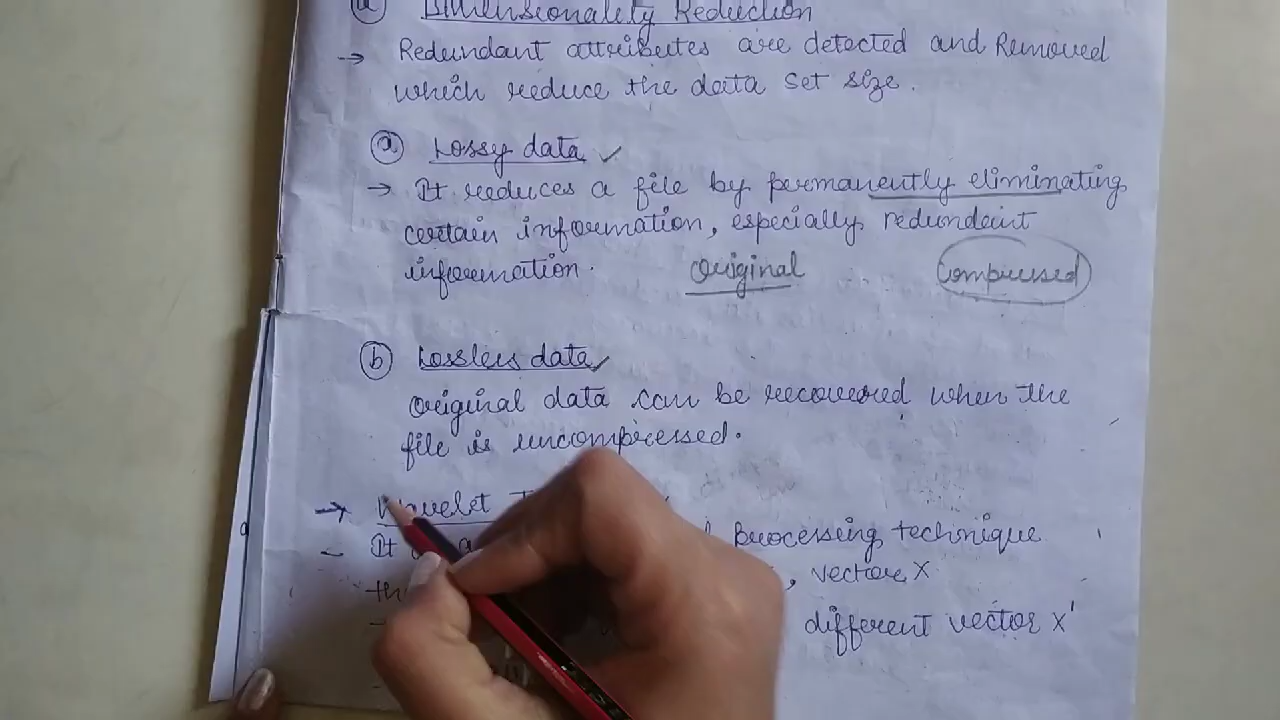 ⓐ Dimensionality Reduction
→ Redundant attributes are detected and Removed
which reduce the data set size.
ⓐ Lossy data ✓
→ It reduces a file by permanently eliminating
certain information, especially redundant
information. Original Compressed
ⓑ Lossless data ✓
Original data can be recovered when the
file is uncompressed.
→ Wavelet
- It processing technique
, vector X
different vector X'